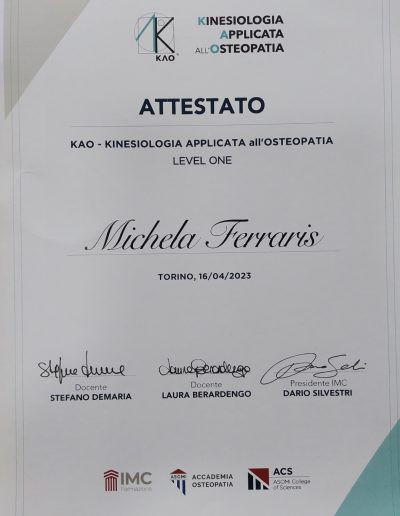 KAO
KINESIOLOGIA
APPLICATA
ALL'OSTEOPATIA
ATTESTATO
KAO - KINESIOLOGIA APPLICATA all'OSTEOPATIA
LEVEL ONE
Michela Ferraris
TORINO, 16/04/2023
Docente
STEFANO DEMARIA
Docente
LAURA BERARDENGO
Presidente IMC
DARIO SILVESTRI
IMC
Formazione
ASOMI
ACCADEMIA
OSTEOPATIA
ACS
ASOMI College
of Sciences